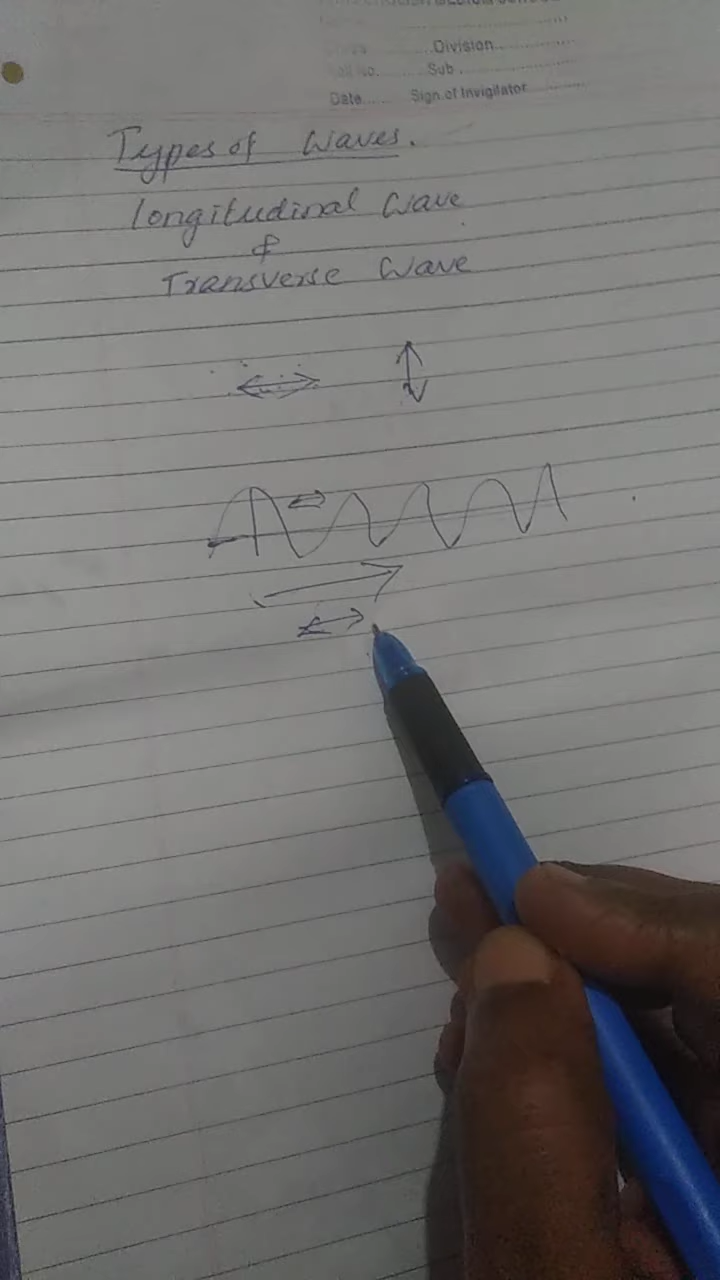 Division
Sub
Date...... Sign.of Invigilator
Types of Waves.
Longitudinal Wave
&
Transverse Wave